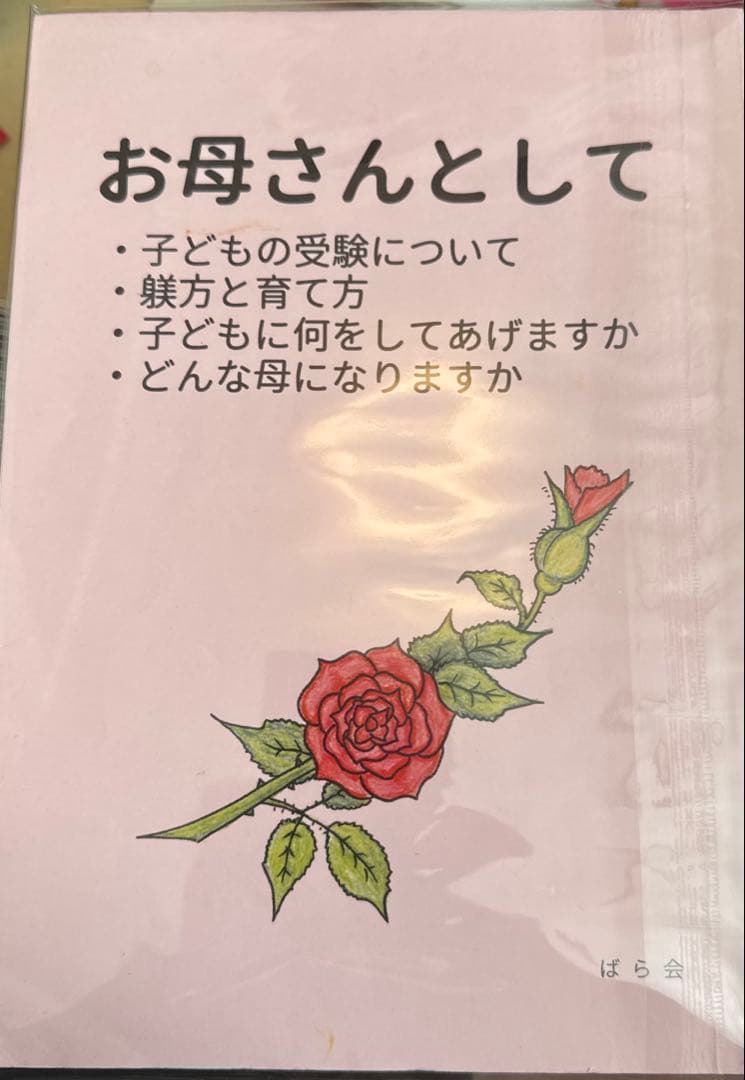 お母さんとして
・子どもの受験について
・躾方と育て方
・子どもに何をしてあげますか
・どんな母になりますか
ばら会